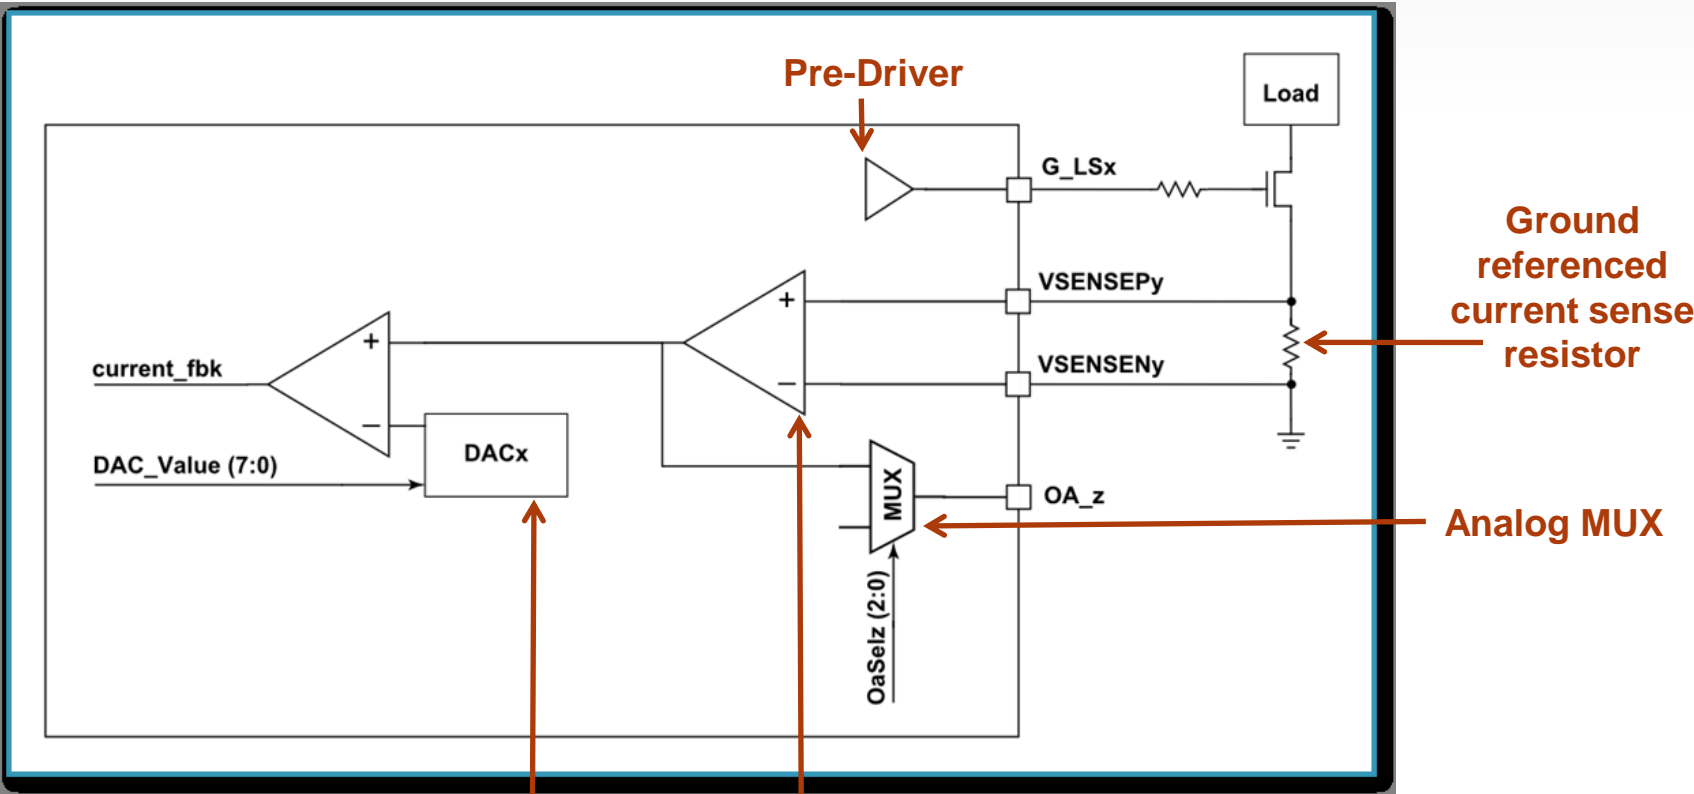 Pre-Driver
Load
G_LSx
Ground
referenced
current sense
resistor
VSENSEPy
+
+
current_fbk
VSENSENy
−
−
DACx
DAC_Value (7:0)
MUX
OA_z
Analog MUX
OaSelz (2:0)